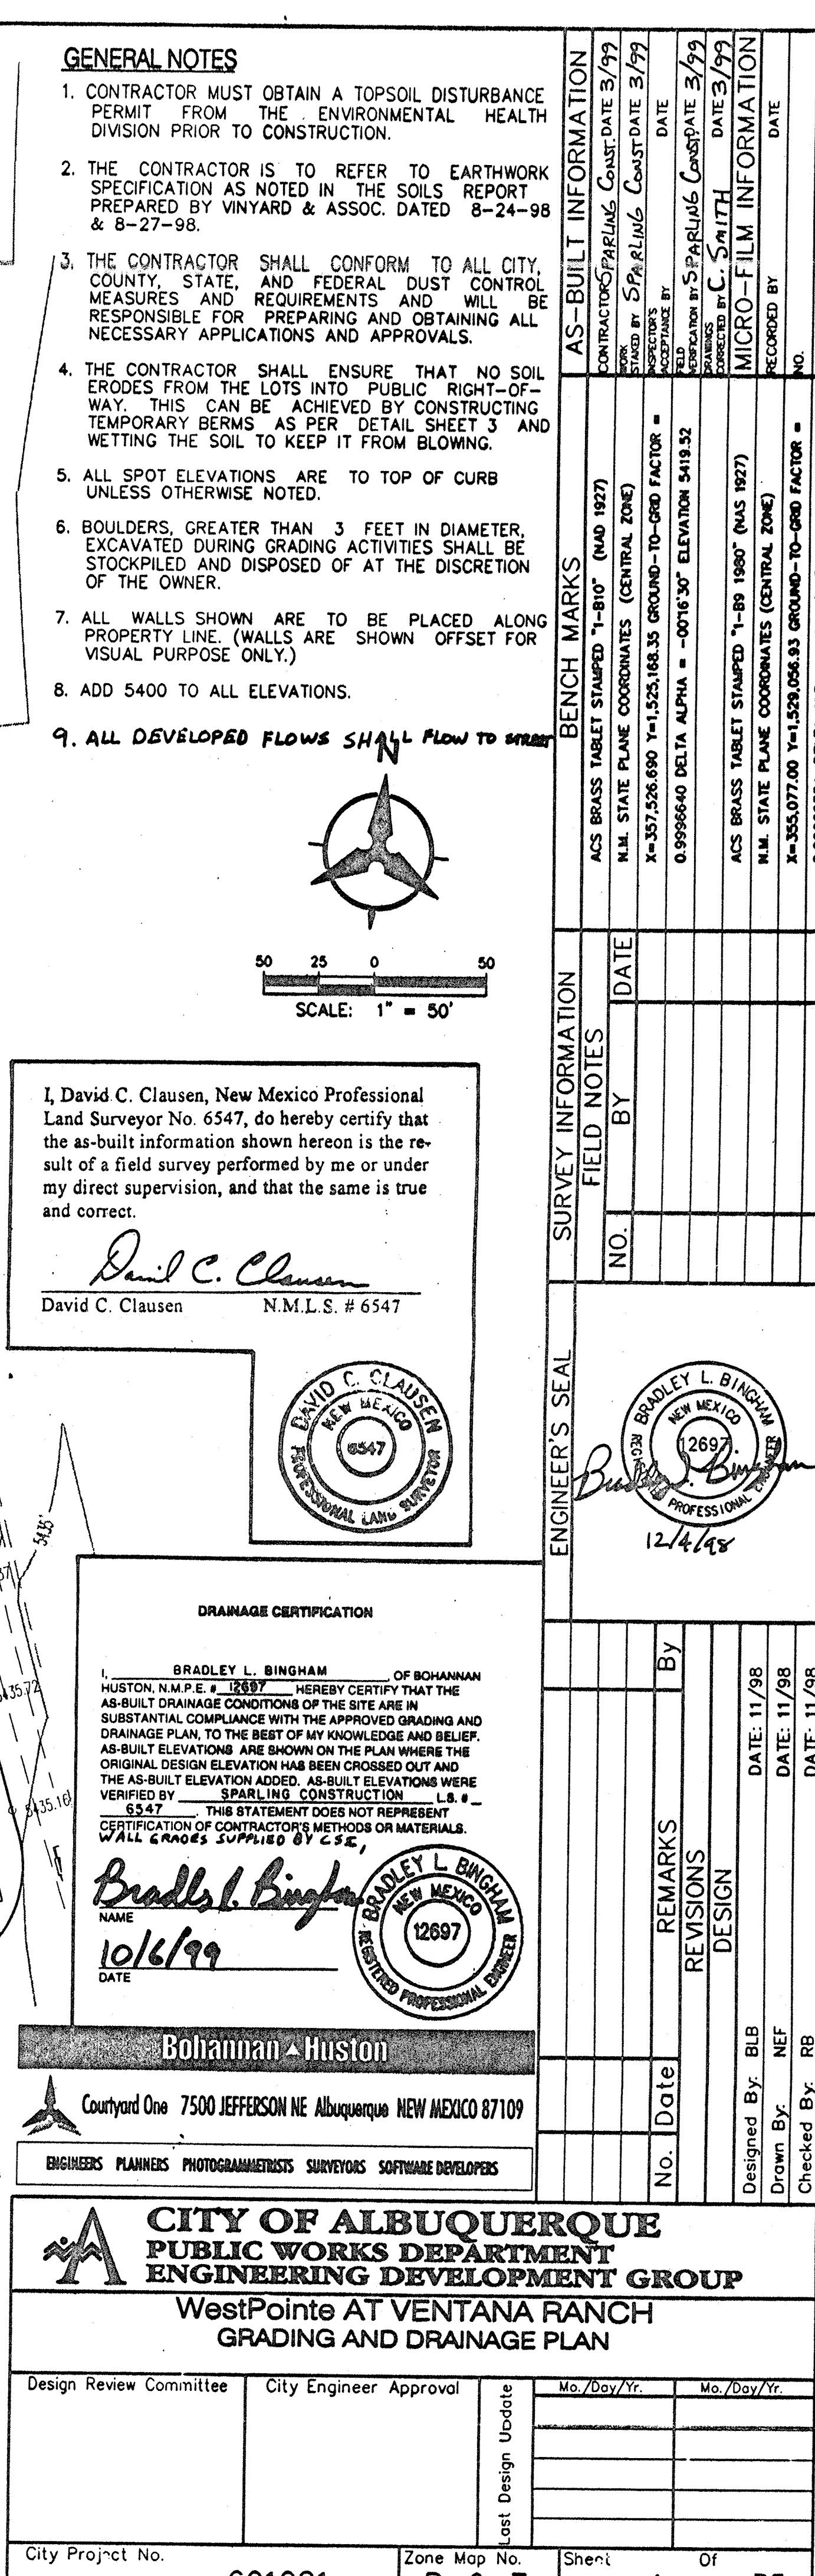 GENERAL NOTES
1. CONTRACTOR MUST OBTAIN A TOPSOIL DISTURBANCE
PERMIT FROM THE ENVIRONMENTAL HEALTH
DIVISION PRIOR TO CONSTRUCTION.
2. THE CONTRACTOR IS TO REFER TO EARTHWORK
SPECIFICATION AS NOTED IN THE SOILS REPORT
PREPARED BY VINYARD & ASSOC. DATED 8-24-98
& 8-27-98.
3. THE CONTRACTOR SHALL CONFORM TO ALL CITY,
COUNTY, STATE, AND FEDERAL DUST CONTROL
MEASURES AND REQUIREMENTS AND WILL BE
RESPONSIBLE FOR PREPARING AND OBTAINING ALL
NECESSARY APPLICATIONS AND APPROVALS.
4. THE CONTRACTOR SHALL ENSURE THAT NO SOIL
ERODES FROM THE LOTS INTO PUBLIC RIGHT-OF-
WAY. THIS CAN BE ACHIEVED BY CONSTRUCTING
TEMPORARY BERMS AS PER DETAIL SHEET 3 AND
WETTING THE SOIL TO KEEP IT FROM BLOWING.
5. ALL SPOT ELEVATIONS ARE TO TOP OF CURB
UNLESS OTHERWISE NOTED.
6. BOULDERS, GREATER THAN 3 FEET IN DIAMETER,
EXCAVATED DURING GRADING ACTIVITIES SHALL BE
STOCKPILED AND DISPOSED OF AT THE DISCRETION
OF THE OWNER.
7. ALL WALLS SHOWN ARE TO BE PLACED ALONG
PROPERTY LINE. (WALLS ARE SHOWN OFFSET FOR
VISUAL PURPOSE ONLY.)
8. ADD 5400 TO ALL ELEVATIONS.
9. ALL DEVELOPED FLOWS SHALL FLOW TO STREET
N
50 25 0 50
SCALE: 1" = 50'
I, David C. Clausen, New Mexico Professional
Land Surveyor No. 6547, do hereby certify that
the as-built information shown hereon is the re-
sult of a field survey performed by me or under
my direct supervision, and that the same is true
and correct.
David C. Clausen
David C. Clausen N.M.L.S. # 6547
DAVID C. CLAUSEN
NEW MEXICO
6547
PROFESSIONAL LAND SURVEYOR
5435'
5435.16
DRAINAGE CERTIFICATION
I, BRADLEY L. BINGHAM, OF BOHANNAN
HUSTON, N.M.P.E. # 12697 HEREBY CERTIFY THAT THE
AS-BUILT DRAINAGE CONDITIONS OF THE SITE ARE IN
SUBSTANTIAL COMPLIANCE WITH THE APPROVED GRADING AND
DRAINAGE PLAN, TO THE BEST OF MY KNOWLEDGE AND BELIEF.
AS-BUILT ELEVATIONS ARE SHOWN ON THE PLAN WHERE THE
ORIGINAL DESIGN ELEVATION HAS BEEN CROSSED OUT AND
THE AS-BUILT ELEVATION ADDED. AS-BUILT ELEVATIONS WERE
VERIFIED BY SPARLING CONSTRUCTION L.S. #
6547. THIS STATEMENT DOES NOT REPRESENT
CERTIFICATION OF CONTRACTOR'S METHODS OR MATERIALS.
WALL GRADES SUPPLIED BY CSE,
Bradley L. Bingham
NAME
10/6/99
DATE
BRADLEY L. BINGHAM
NEW MEXICO
12697
REGISTERED PROFESSIONAL ENGINEER
Bohannan Huston
Courtyard One 7500 JEFFERSON NE Albuquerque NEW MEXICO 87109
ENGINEERS PLANNERS PHOTOGRAMMETRISTS SURVEYORS SOFTWARE DEVELOPERS
AS-BUILT INFORMATION
CONTRACTOR SPARLING CONST. DATE 3/99
WORK
STAKED BY SPARLING CONST DATE 3/99
INSPECTOR'S
ACCEPTANCE BY DATE
FIELD
VERIFICATION BY SPARLING CONST DATE 3/99
DRAWINGS
CORRECTED BY C. SMITH DATE 3/99
MICRO-FILM INFORMATION
RECORDED BY DATE
NO.
BENCH MARKS
ACS BRASS TABLET STAMPED "1-B10" (NAD 1927)
N.M. STATE PLANE COORDINATES (CENTRAL ZONE)
X=357,526.690 Y=1,525,168.35 GROUND-TO-GRID FACTOR =
0.9996640 DELTA ALPHA = -0016'30" ELEVATION 5419.52
ACS BRASS TABLET STAMPED "1-B9 1980" (NAS 1927)
N.M. STATE PLANE COORDINATES (CENTRAL ZONE)
X=355,077.00 Y=1,529,056.93 GROUND-TO-GRID FACTOR =
SURVEY INFORMATION
FIELD NOTES
NO. BY DATE
ENGINEER'S SEAL
BRADLEY L. BINGHAM
NEW MEXICO
12697
PROFESSIONAL ENGINEER
Bradley L. Bingham
12/4/98
No. Date REMARKS By
REVISIONS
DESIGN
Designed By: BLB DATE: 11/98
Drawn By: NEF DATE: 11/98
Checked By: RB DATE: 11/98
CITY OF ALBUQUERQUE
PUBLIC WORKS DEPARTMENT
ENGINEERING DEVELOPMENT GROUP
WestPointe AT VENTANA RANCH
GRADING AND DRAINAGE PLAN
Design Review Committee City Engineer Approval Last Design Update Mo./Day/Yr. Mo./Day/Yr.
City Project No. Zone Map No. Sheet Of